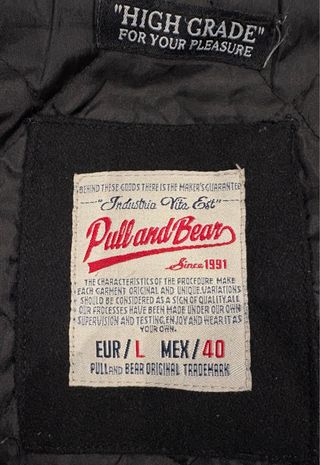 "HIGH GRADE"
FOR YOUR PLEASURE
BEHIND THESE GOODS THERE IS THE MAKER'S GUARANTEE
"Industria Vita Est"
Pull and Bear
Since 1991
THE CHARACTERISTICS OF THE PROCEDURE MAKE
EACH GARMENT ORIGINAL AND UNIQUE. VARIATIONS
SHOULD BE CONSIDERED AS A SIGN OF QUALITY. ALL
OUR PROCESSES HAVE BEEN MADE UNDER OUR OWN
SUPERVISION AND TESTING, ENJOY AND WEAR IT AS
YOUR OWN.
EUR/L MEX/40
PULL AND BEAR ORIGINAL TRADEMARK